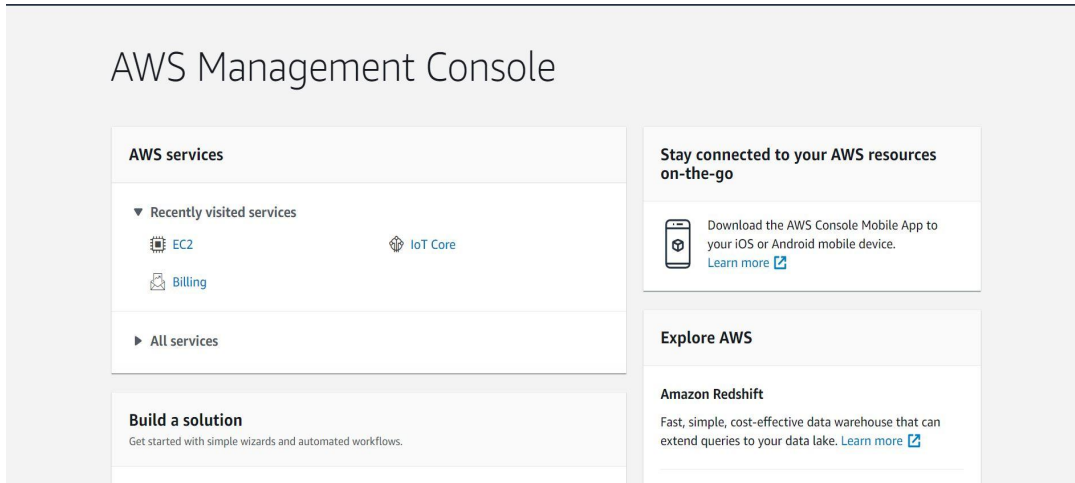 AWS Management Console
AWS services
Recently visited services
EC2
IoT Core
Billing
All services
Build a solution
Get started with simple wizards and automated workflows.
Stay connected to your AWS resources
on-the-go
Download the AWS Console Mobile App to
your iOS or Android mobile device.
Learn more
Explore AWS
Amazon Redshift
Fast, simple, cost-effective data warehouse that can
extend queries to your data lake. Learn more